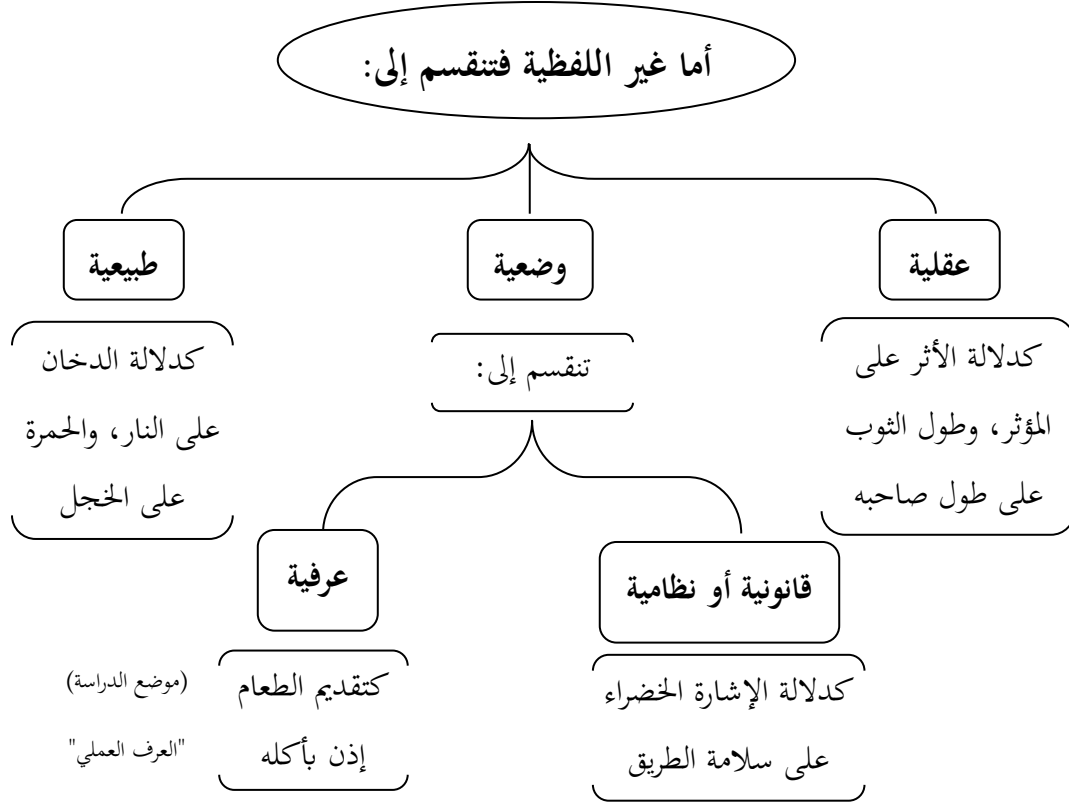 أما غير اللفظية فتنقسم إلى:
عقلية
كدلالة الأثر على
المؤثر، وطول الثوب
على طول صاحبه
وضعية
تنقسم إلى:
طبيعية
كدلالة الدخان
على النار، والحمرة
على الخجل
قانونية أو نظامية
كدلالة الإشارة الخضراء
على سلامة الطريق
عرفية
كتقديم الطعام
إذن بأكله
(موضع الدراسة)
"العرف العملي"